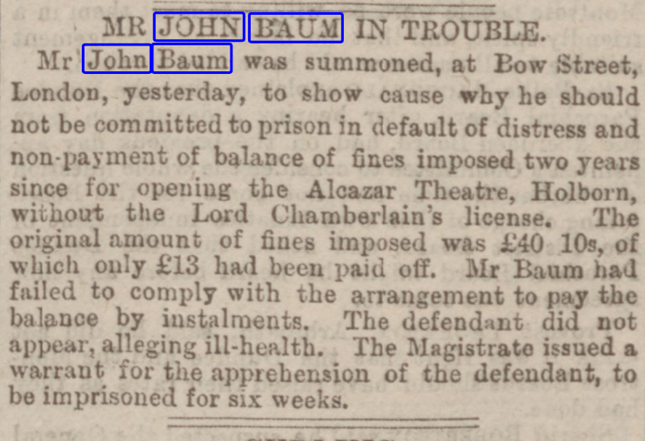 MR JOHN BAUM IN TROUBLE.
Mr John Baum was summoned, at Bow Street,
London, yesterday, to show cause why he should
not be committed to prison in default of distress and
non-payment of balance of fines imposed two years
since for opening the Alcazar Theatre, Holborn,
without the Lord Chamberlain's license. The
original amount of fines imposed was £40 10s, of
which only £13 had been paid off. Mr Baum had
failed to comply with the arrangement to pay the
balance by instalments. The defendant did not
appear, alleging ill-health. The Magistrate issued a
warrant for the apprehension of the defendant, to
be imprisoned for six weeks.